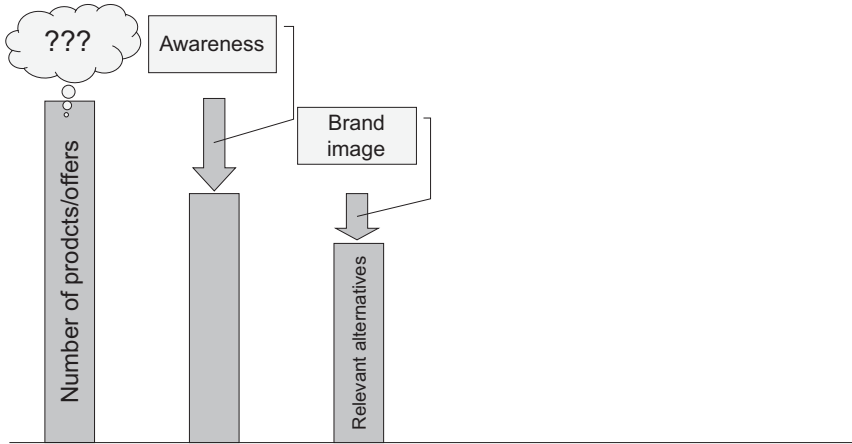 ???
Awareness
Brand
image
Number of prodcts/offers
Relevant alternatives